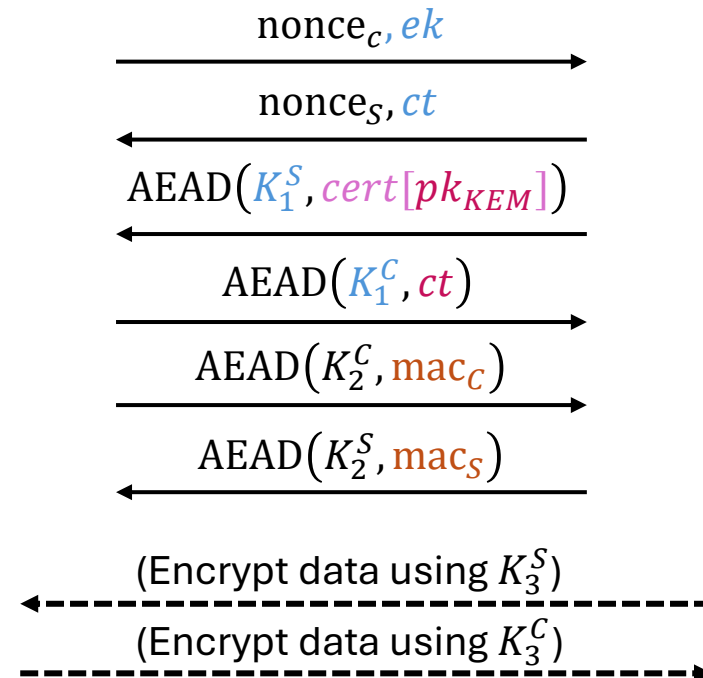 nonce_c, ek
nonce_S, ct
AEAD(K_1^S, cert[pk_KEM])
AEAD(K_1^C, ct)
AEAD(K_2^C, mac_C)
AEAD(K_2^S, mac_S)
(Encrypt data using K_3^S)
(Encrypt data using K_3^C)